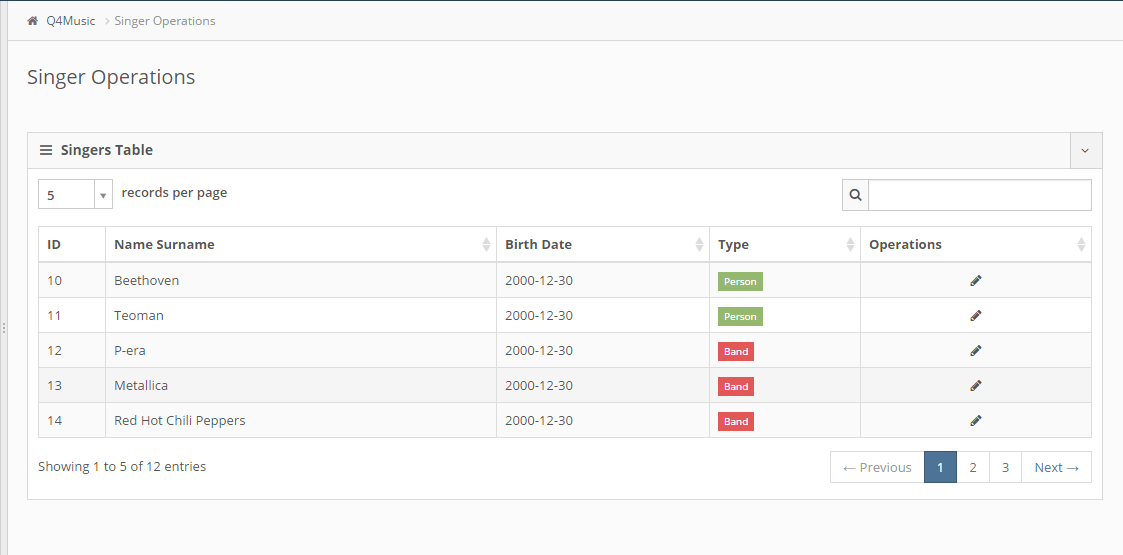 Q4Music > Singer Operations
Singer Operations
Singers Table
5 records per page
ID Name Surname Birth Date Type Operations
10 Beethoven 2000-12-30 Person
11 Teoman 2000-12-30 Person
12 P-era 2000-12-30 Band
13 Metallica 2000-12-30 Band
14 Red Hot Chili Peppers 2000-12-30 Band
Showing 1 to 5 of 12 entries ← Previous 1 2 3 Next →